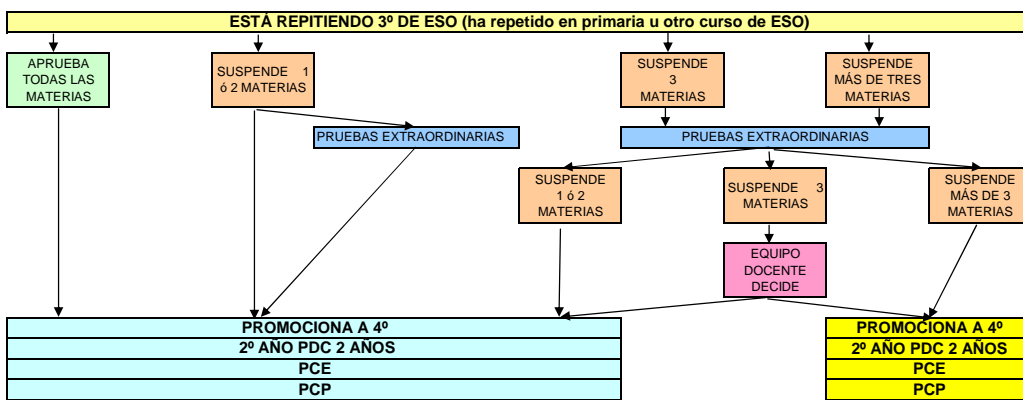 ESTÁ REPITIENDO 3º DE ESO (ha repetido en primaria u otro curso de ESO)
APRUEBA
TODAS LAS
MATERIAS
SUSPENDE 1
ó 2 MATERIAS
SUSPENDE
3
MATERIAS
SUSPENDE
MÁS DE TRES
MATERIAS
PRUEBAS EXTRAORDINARIAS
PRUEBAS EXTRAORDINARIAS
SUSPENDE
1 ó 2
MATERIAS
SUSPENDE 3
MATERIAS
SUSPENDE
MÁS DE 3
MATERIAS
EQUIPO
DOCENTE
DECIDE
PROMOCIONA A 4º
2º AÑO PDC 2 AÑOS
PCE
PCP
PROMOCIONA A 4º
2º AÑO PDC 2 AÑOS
PCE
PCP